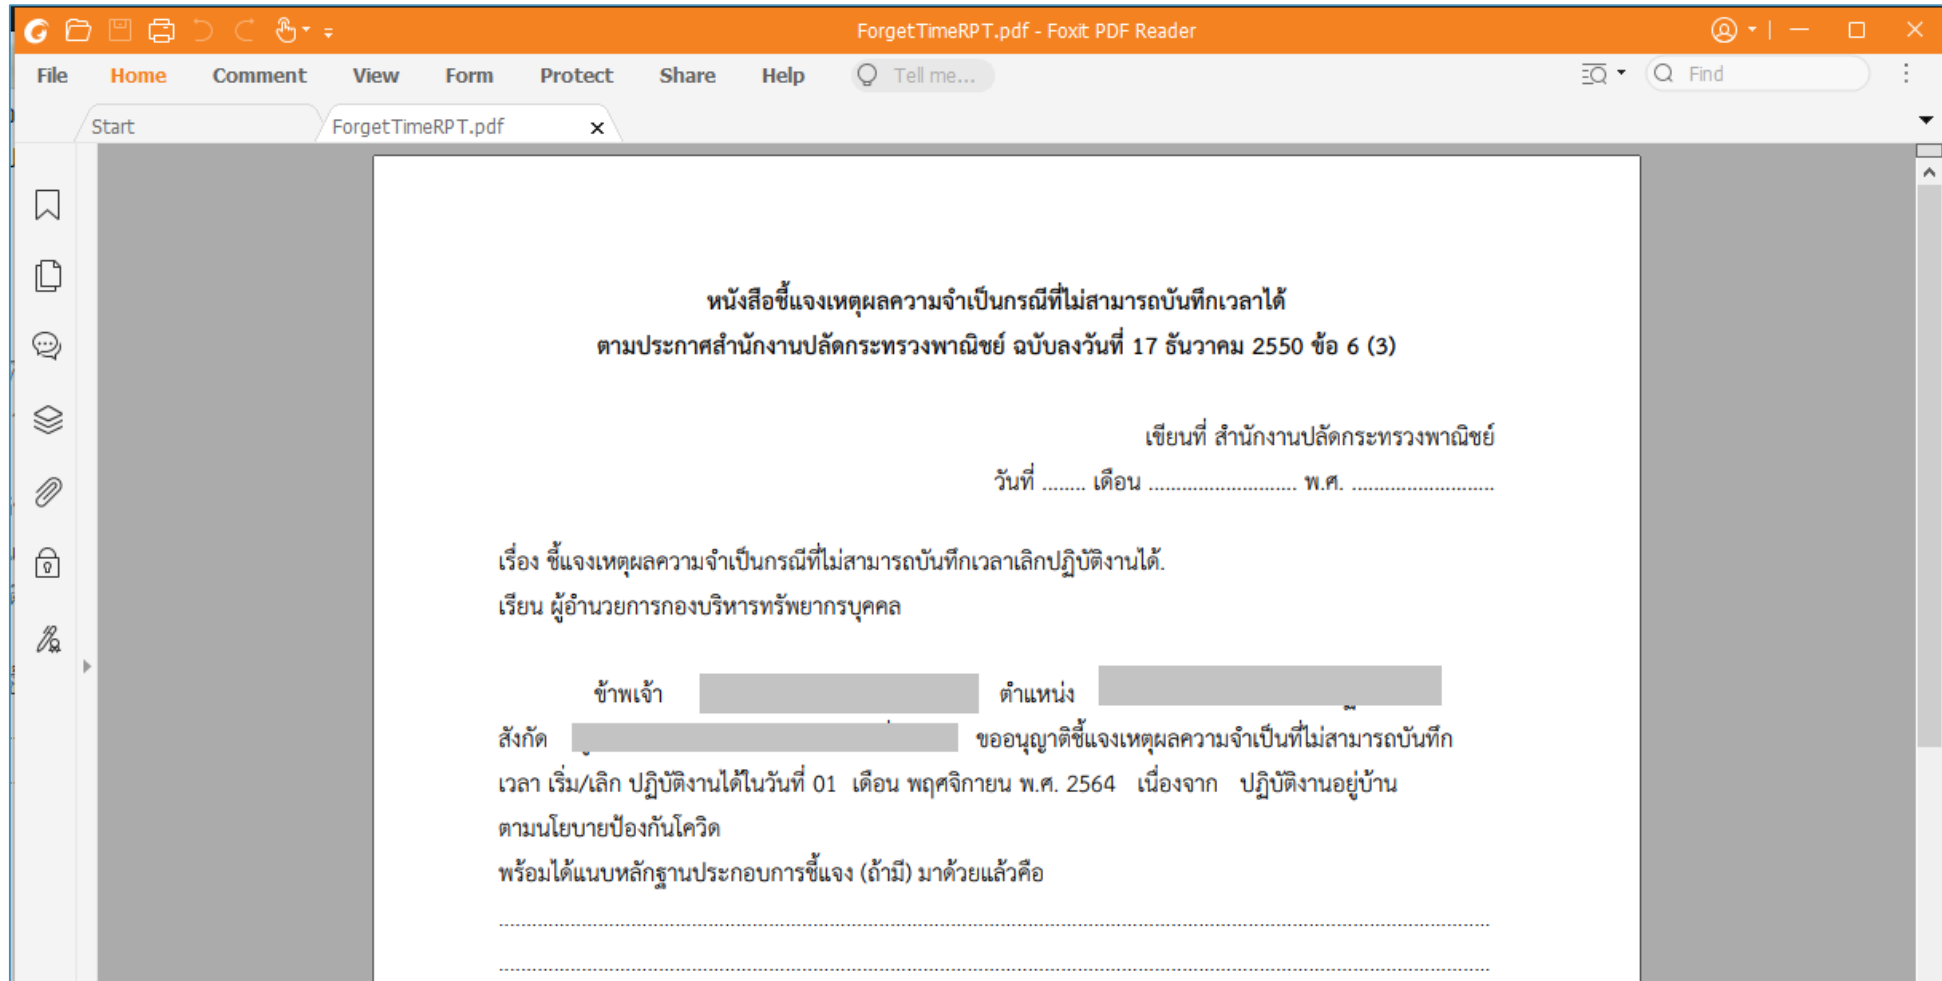 ForgetTimeRPT.pdf - Foxit PDF Reader
File Home Comment View Form Protect Share Help Tell me... Find
Start ForgetTimeRPT.pdf
หนังสือชี้แจงเหตุผลความจำเป็นกรณีที่ไม่สามารถบันทึกเวลาได้
ตามประกาศสำนักงานปลัดกระทรวงพาณิชย์ ฉบับลงวันที่ 17 ธันวาคม 2550 ข้อ 6 (3)
เขียนที่ สำนักงานปลัดกระทรวงพาณิชย์
วันที่ ........ เดือน ........................... พ.ศ. ..........................
เรื่อง ชี้แจงเหตุผลความจำเป็นกรณีที่ไม่สามารถบันทึกเวลาเลิกปฏิบัติงานได้.
เรียน ผู้อำนวยการกองบริหารทรัพยากรบุคคล
ข้าพเจ้า ตำแหน่ง
สังกัด ขออนุญาติชี้แจงเหตุผลความจำเป็นที่ไม่สามารถบันทึก
เวลา เริ่ม/เลิก ปฏิบัติงานได้ในวันที่ 01 เดือน พฤศจิกายน พ.ศ. 2564 เนื่องจาก ปฏิบัติงานอยู่บ้าน
ตามนโยบายป้องกันโควิด
พร้อมได้แนบหลักฐานประกอบการชี้แจง (ถ้ามี) มาด้วยแล้วคือ